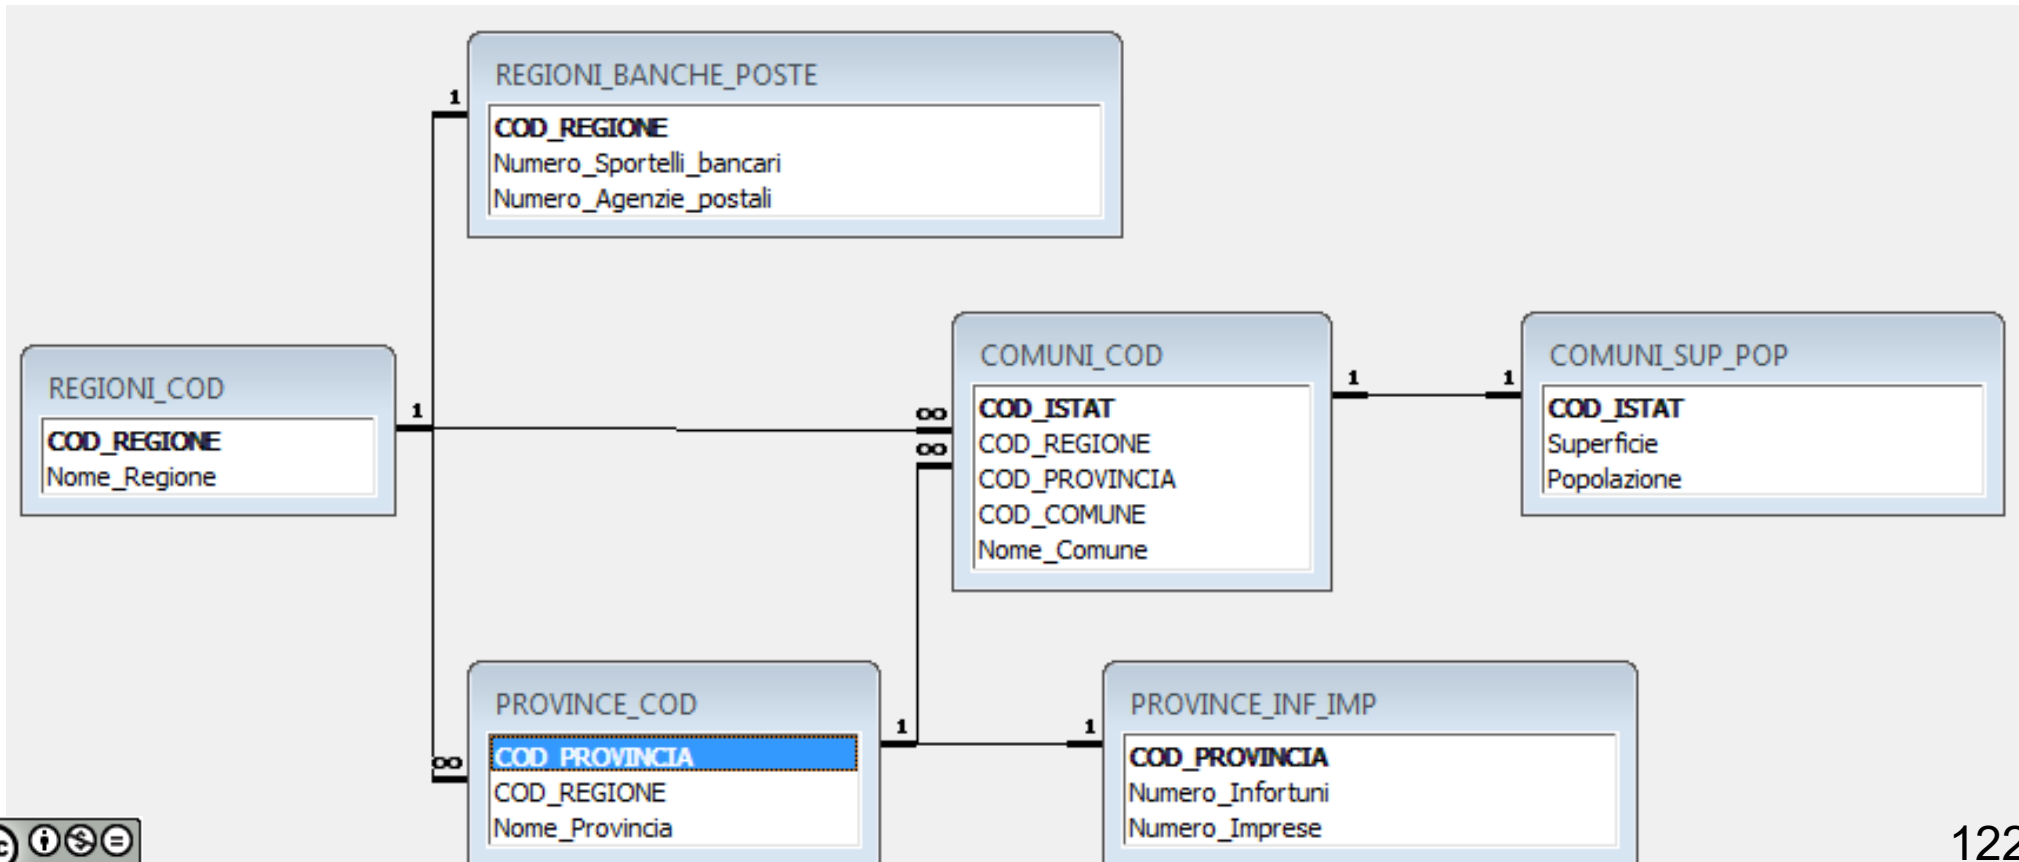 REGIONI_BANCHE_POSTE
1
COD_REGIONE
Numero_Sportelli_bancari
Numero_Agenzie_postali
REGIONI_COD
1
COD_REGIONE
Nome_Regione
COMUNI_COD
∞
∞
1
COD_ISTAT
COD_REGIONE
COD_PROVINCIA
COD_COMUNE
Nome_Comune
COMUNI_SUP_POP
1
COD_ISTAT
Superficie
Popolazione
PROVINCE_COD
∞
1
COD_PROVINCIA
COD_REGIONE
Nome_Provincia
PROVINCE_INF_IMP
1
COD_PROVINCIA
Numero_Infortuni
Numero_Imprese
122